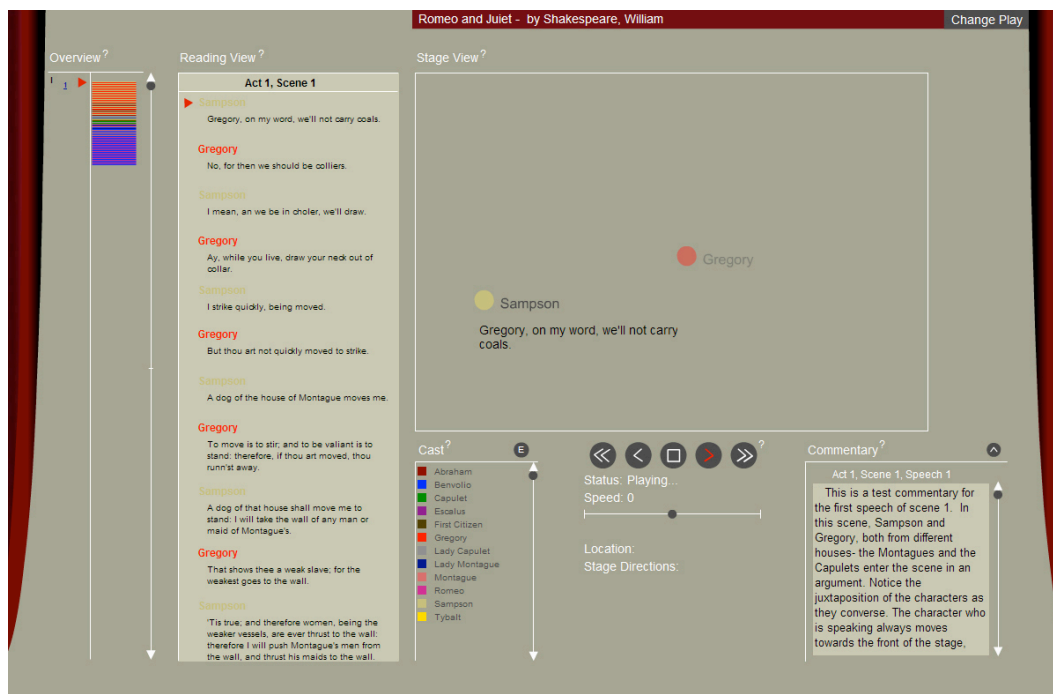 Romeo and Juiet - by Shakespeare, William
Change Play
Overview?
1
1
Reading View?
Act 1, Scene 1
Sampson
Gregory, on my word, we'll not carry coals.
Gregory
No, for then we should be colliers.
Sampson
I mean, an we be in choler, we'll draw.
Gregory
Ay, while you live, draw your neck out of
collar.
Sampson
I strike quickly, being moved.
Gregory
But thou art not quickly moved to strike.
Sampson
A dog of the house of Montague moves me.
Gregory
To move is to stir; and to be valiant is to
stand: therefore, if thou art moved, thou
runn'st away.
Sampson
A dog of that house shall move me to
stand: I will take the wall of any man or
maid of Montague's.
Gregory
That shows thee a weak slave; for the
weakest goes to the wall.
Sampson
'Tis true; and therefore women, being the
weaker vessels, are ever thrust to the wall:
therefore I will push Montague's men from
the wall, and thrust his maids to the wall.
Stage View?
Gregory
Sampson
Gregory, on my word, we'll not carry
coals.
Cast?
E
Abraham
Benvolio
Capulet
Escalus
First Citizen
Gregory
Lady Capulet
Lady Montague
Montague
Romeo
Sampson
Tybalt
?
Status: Playing...
Speed: 0
Location:
Stage Directions:
Commentary?
Act 1, Scene 1, Speech 1
This is a test commentary for
the first speech of scene 1. In
this scene, Sampson and
Gregory, both from different
houses- the Montagues and the
Capulets enter the scene in an
argument. Notice the
juxtaposition of the characters as
they converse. The character who
is speaking always moves
towards the front of the stage,